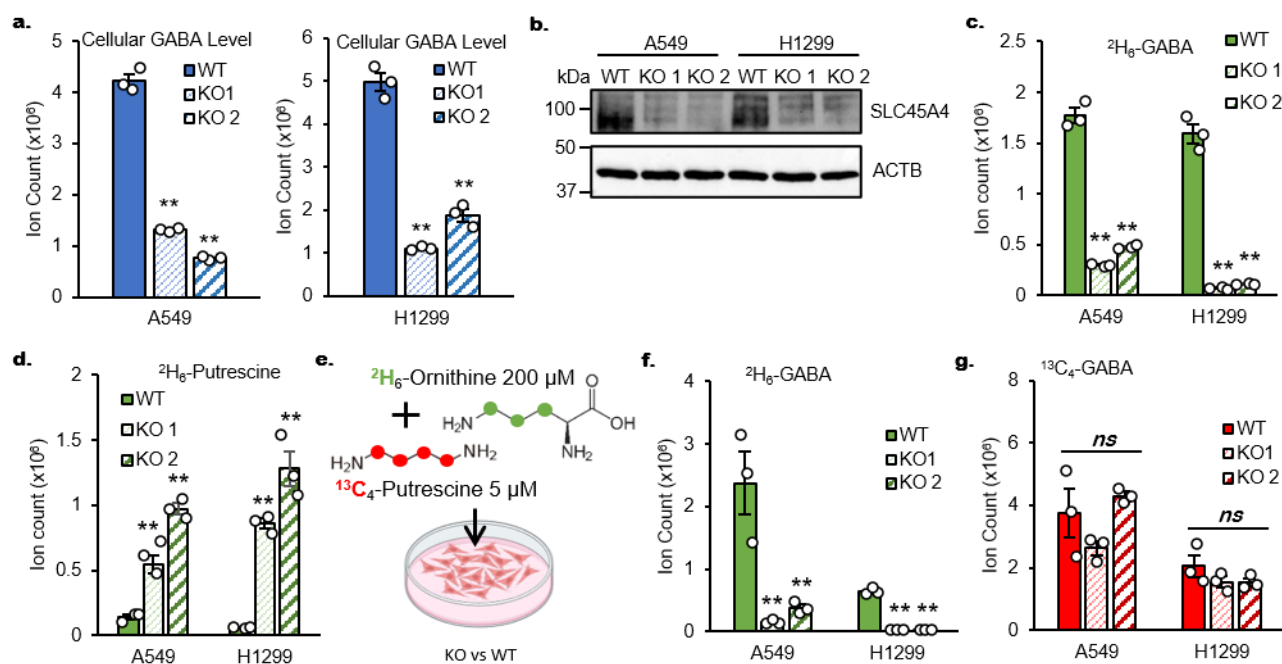 a.
Cellular GABA Level
Ion Count (x10⁶)
5
4
3
2
1
0
WT
KO1
KO 2
**
**
A549
Cellular GABA Level
Ion Count (x10⁶)
6
5
4
3
2
1
0
WT
KO1
KO 2
**
**
H1299
b.
A549 H1299
kDa WT KO 1 KO 2 WT KO 1 KO 2
100
SLC45A4
50
ACTB
37
c.
²H₆-GABA
Ion count (x10⁶)
2.5
2
1.5
1
0.5
0
WT
KO 1
KO 2
** **
** **
A549 H1299
d.
²H₆-Putrescine
Ion count (x10⁶)
2
1.5
1
0.5
0
WT
KO 1
KO 2
** **
** **
A549 H1299
e.
²H₆-Ornithine 200 µM
+
O
H₂N
OH
NH₂
H₂N
NH₂
¹³C₄-Putrescine 5 µM
KO vs WT
f.
²H₆-GABA
Ion Count (x10⁶)
4
3
2
1
0
WT
KO1
KO 2
** **
** **
A549 H1299
g.
¹³C₄-GABA
Ion Count (x10⁶)
8
6
4
2
0
WT
KO1
KO 2
ns
ns
A549 H1299